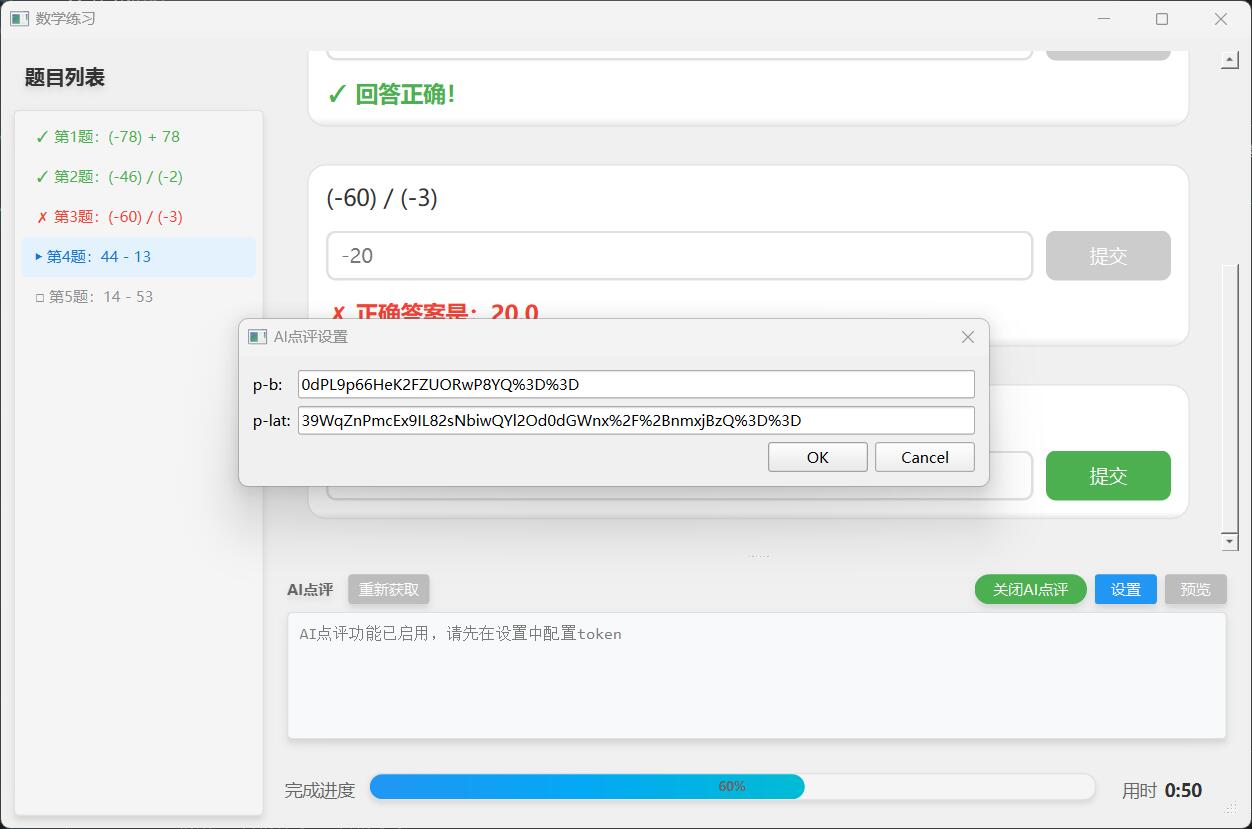 数学练习
题目列表
✓ 第1题: (-78) + 78
✓ 第2题: (-46) / (-2)
✗ 第3题: (-60) / (-3)
▸ 第4题: 44 - 13
□ 第5题: 14 - 53
✓ 回答正确!
(-60) / (-3)
-20
提交
✗ 正确答案是: 20.0
AI点评设置
p-b: 0dPL9p66HeK2FZUORwP8YQ%3D%3D
p-lat: 39WqZnPmcEx9IL82sNbiwQYl2Od0dGWnx%2F%2BnmxjBzQ%3D%3D
OK Cancel
提交
AI点评 重新获取 关闭AI点评 设置 预览
AI点评功能已启用，请先在设置中配置token
完成进度 60% 用时 0:50